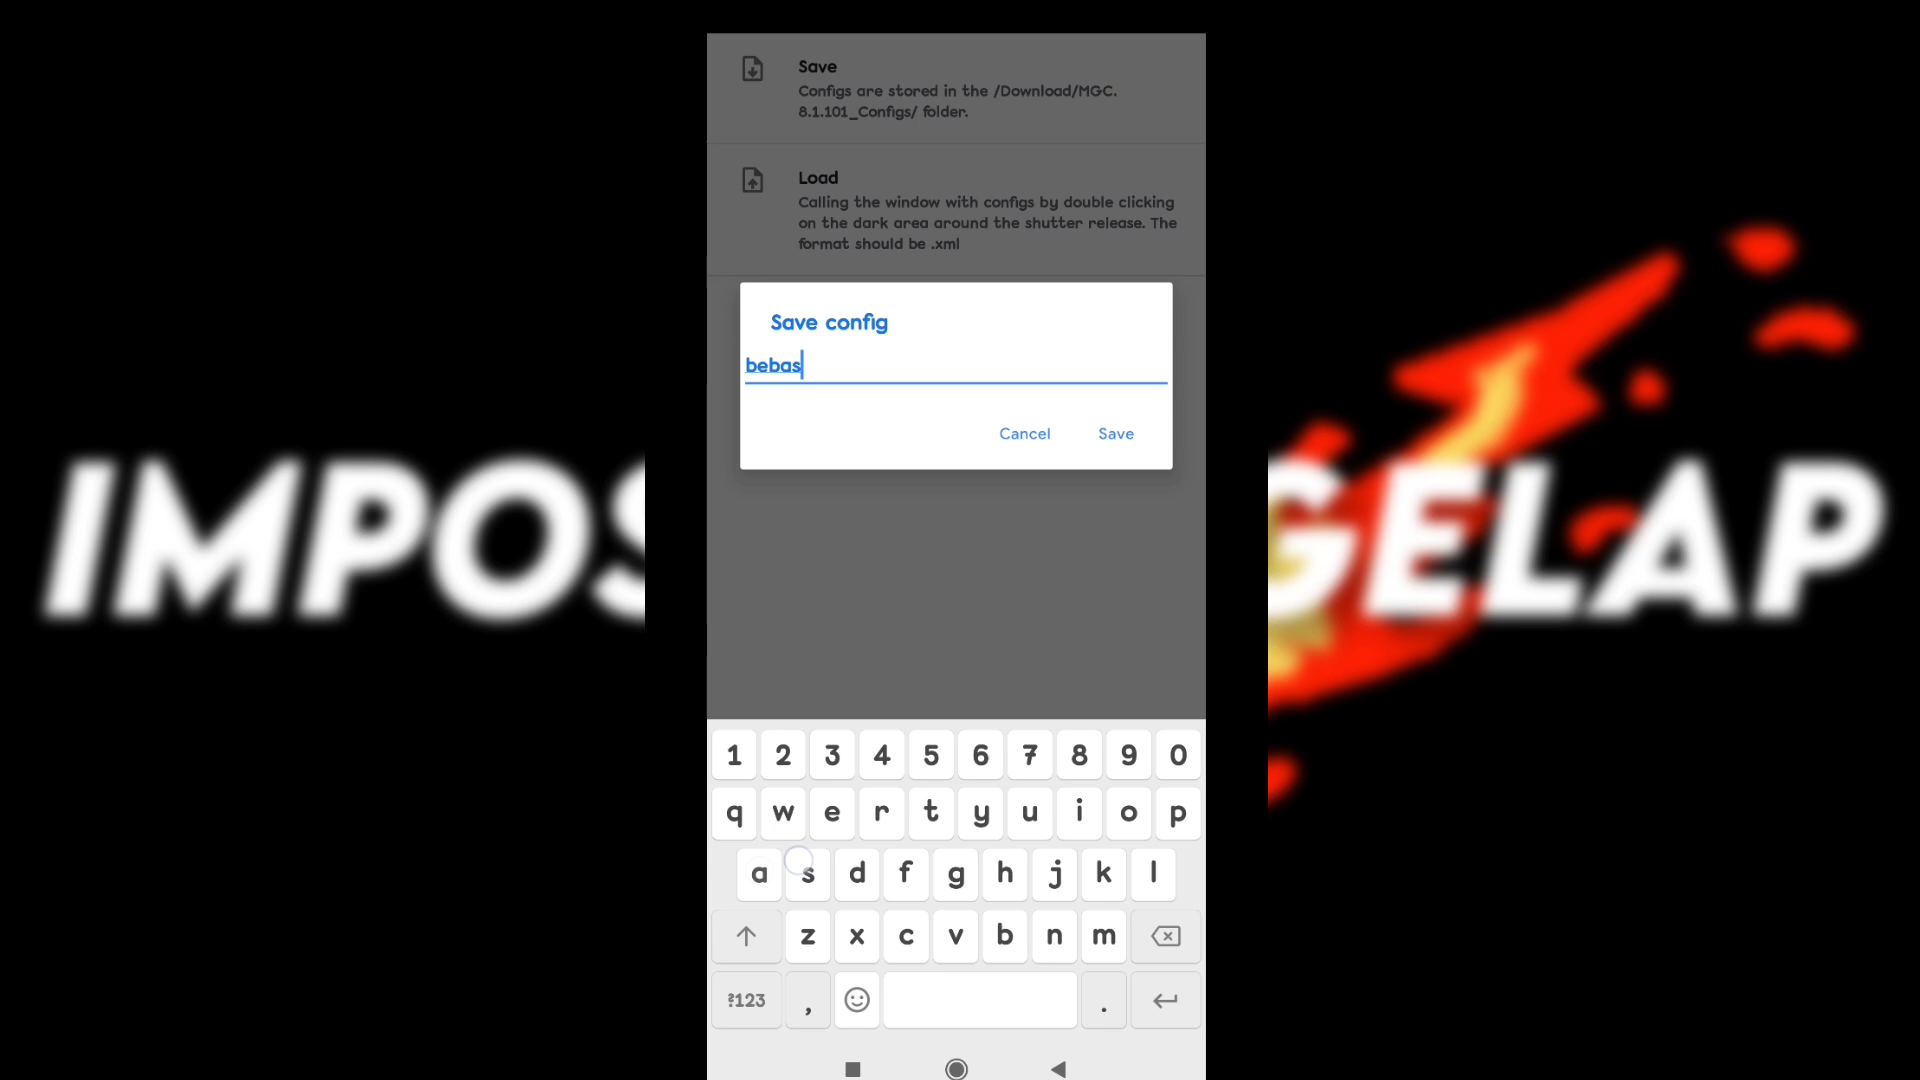 Save
Configs are stored in the /Download/MGC.
8.1.101_Configs/ folder.
Load
Calling the window with configs by double clicking
on the dark area around the shutter release. The
format should be .xml
Save config
bebas
Cancel
Save
IMPOS
GELAP
1 2 3 4 5 6 7 8 9 0
q w e r t y u i o p
a s d f g h j k l
z x c v b n m
?123 , .